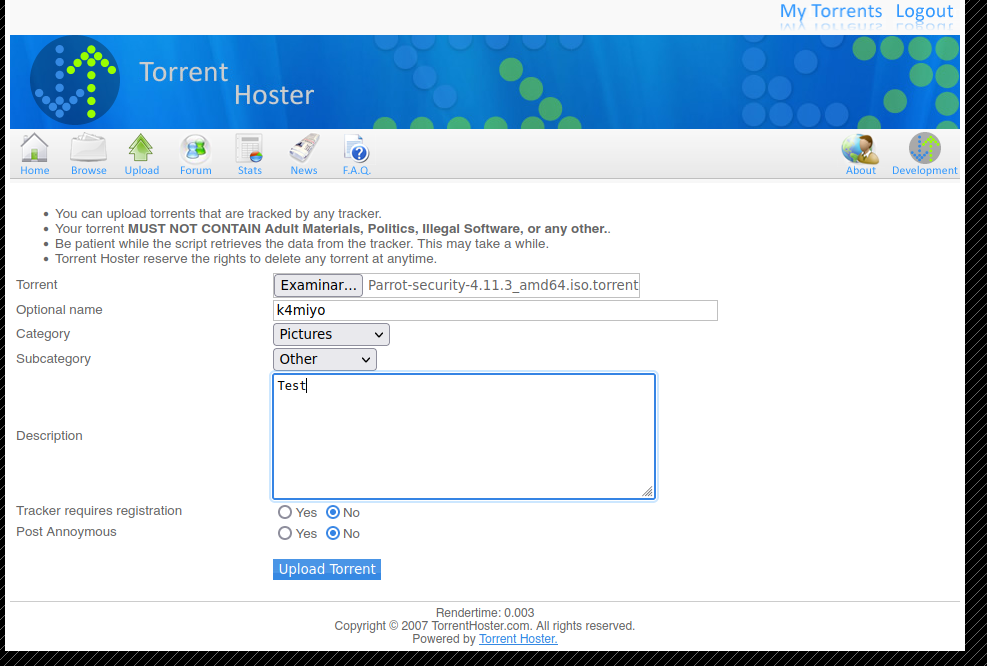 My Torrents Logout
Torrent
Hoster
Home Browse Upload Forum Stats News F.A.Q. About Development
You can upload torrents that are tracked by any tracker.
Your torrent MUST NOT CONTAIN Adult Materials, Politics, Illegal Software, or any other..
Be patient while the script retrieves the data from the tracker. This may take a while.
Torrent Hoster reserve the rights to delete any torrent at anytime.
Torrent Examinar... Parrot-security-4.11.3_amd64.iso.torrent
Optional name k4miyo
Category Pictures
Subcategory Other
Test
Description
Tracker requires registration Yes No
Post Annoymous Yes No
Upload Torrent
Rendertime: 0.003
Copyright © 2007 TorrentHoster.com. All rights reserved.
Powered by Torrent Hoster.